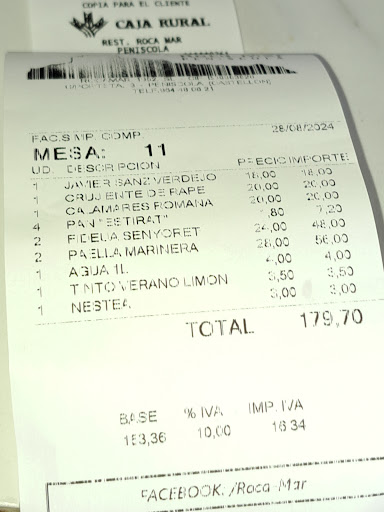 COPIA PARA EL CLIENTE
CAJA RURAL
REST. ROCA MAR
PENISCOLA
FAC.SIMP. COMP. 28/08/2024
MESA: 11
UD. DESCRIPCION PRECIO IMPORTE
1 JAVIER SANZ VERDEJO 18,00 18,00
1 CRUJIENTE DE RAPE 20,00 20,00
1 CALAMARES ROMANA 20,00 20,00
4 PAN "ESTIRAT" 1,80 7,20
2 FIDEUA SENYORET 24,00 48,00
2 PAELLA MARINERA 28,00 56,00
1 AGUA 1L 4,00 4,00
1 TINTO VERANO LIMON 3,50 3,50
1 NESTEA 3,00 3,00
TOTAL 179,70
BASE % IVA IMP. IVA
163,36 10,00 16,34
FACEBOOK: /Roca-Mar